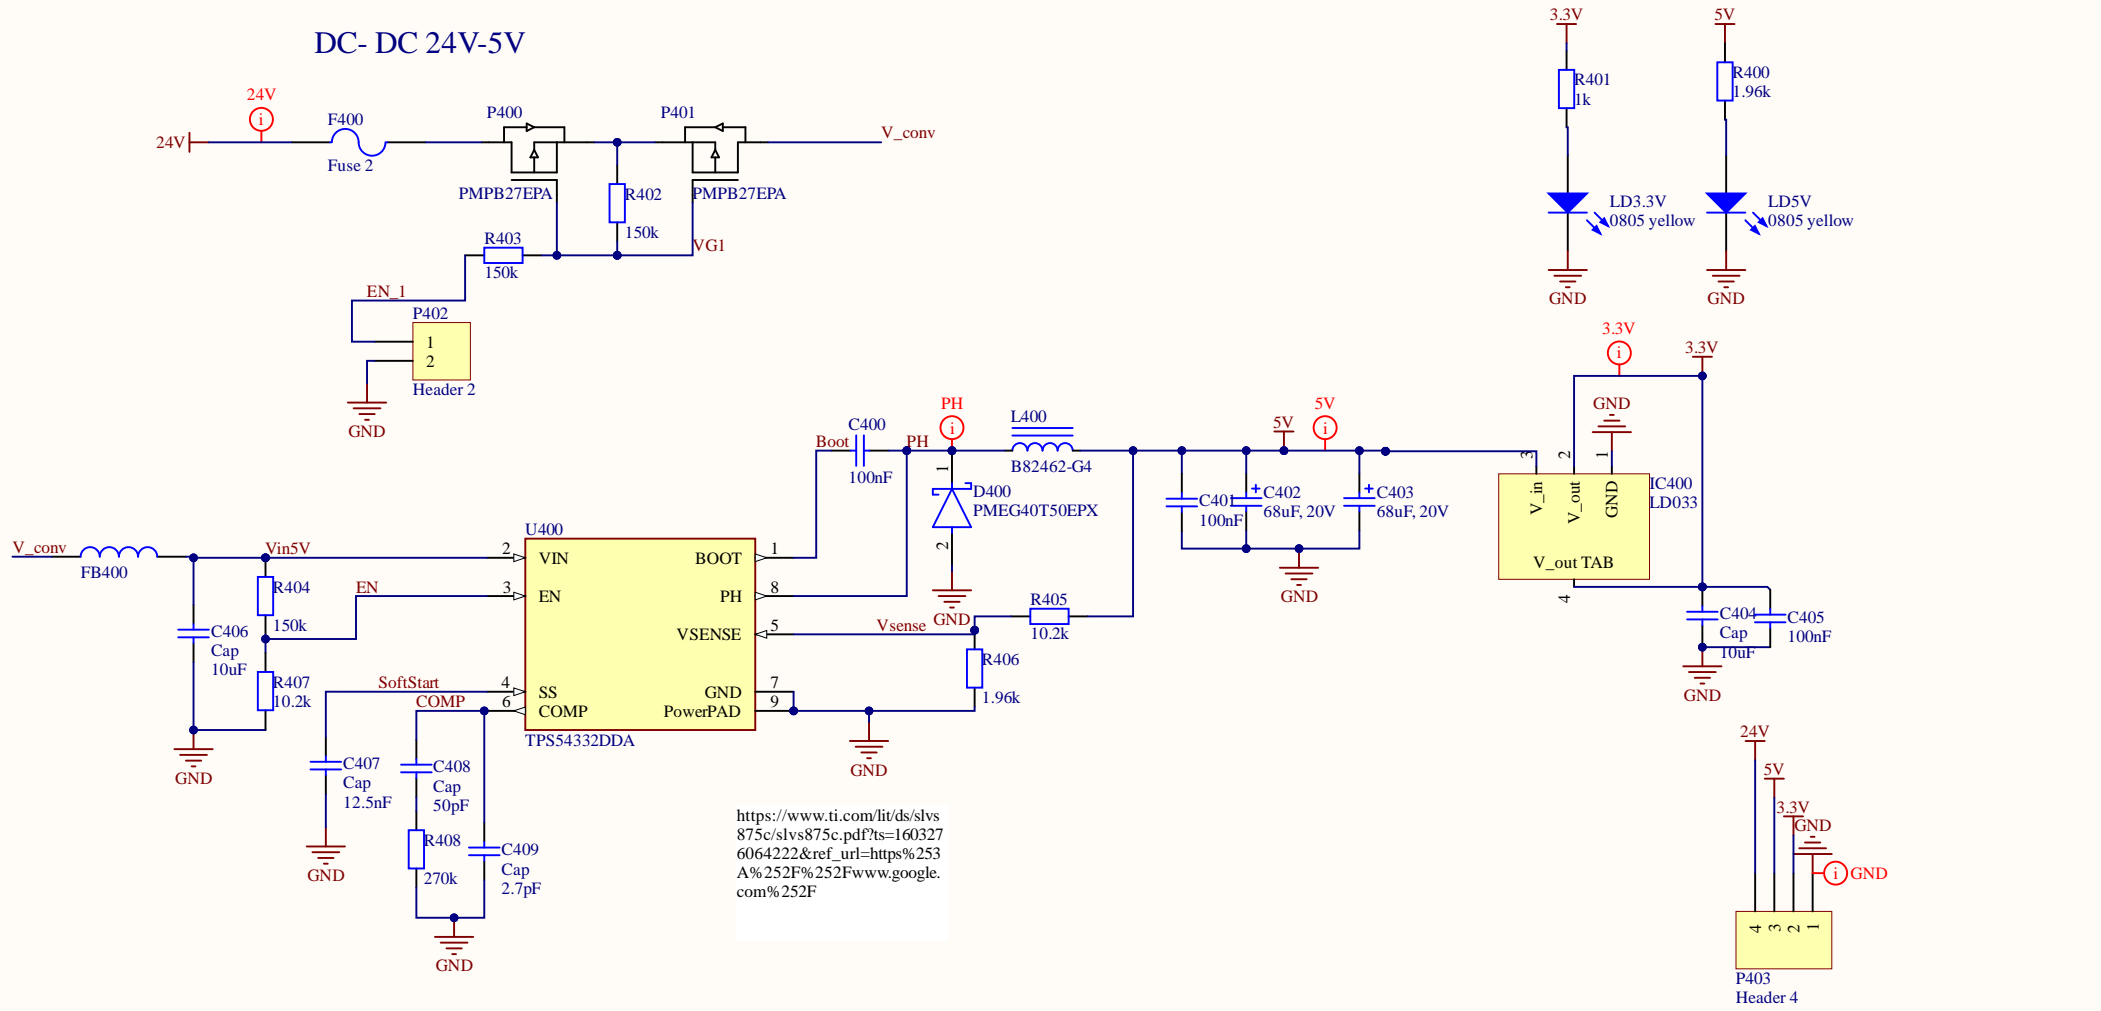 DC- DC 24V-5V
24V
24V
F400
Fuse 2
P400
PMPB27EPA
P401
PMPB27EPA
V_conv
R402
150k
VG1
R403
150k
EN_1
P402
1
2
Header 2
GND
3.3V
R401
1k
LD3.3V
0805 yellow
GND
5V
R400
1.96k
LD5V
0805 yellow
GND
V_conv
FB400
Vin5V
R404
150k
EN
C406
Cap
10uF
R407
10.2k
GND
SoftStart
COMP
C407
Cap
12.5nF
GND
C408
Cap
50pF
R408
270k
C409
Cap
2.7pF
GND
U400
2
VIN
3
EN
4
SS
6
COMP
BOOT
1
PH
8
VSENSE
5
GND
7
PowerPAD
9
TPS54332DDA
Boot
C400
100nF
PH
PH
1
D400
PMEG40T50EPX
2
GND
L400
B82462-G4
Vsense
R405
10.2k
R406
1.96k
GND
C401
100nF
C402
68uF, 20V
5V
5V
C403
68uF, 20V
GND
3.3V
3.3V
GND
3
2
1
V_in
V_out
GND
IC400
LD033
V_out TAB
4
C404
Cap
10uF
C405
100nF
GND
https://www.ti.com/lit/ds/slvs
875c/slvs875c.pdf?ts=160327
6064222&ref_url=https%253
A%252F%252Fwww.google.
com%252F
24V
5V
3.3V
GND
GND
4
3
2
1
P403
Header 4